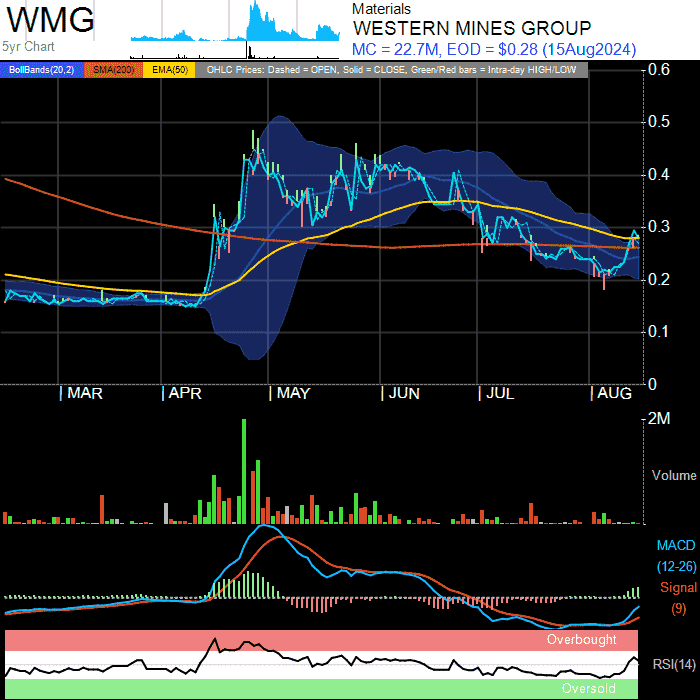 WMG
5yr Chart
Materials
WESTERN MINES GROUP
MC = 22.7M, EOD = $0.28 (15Aug2024)
BollBands(20,2) SMA(200) EMA(50) OHLC Prices: Dashed = OPEN, Solid = CLOSE, Green/Red bars = Intra-day HIGH/LOW
0.6
0.5
0.4
0.3
0.2
0.1
0
MAR APR MAY JUN JUL AUG
2M
Volume
MACD
(12-26)
Signal
(9)
Overbought
RSI(14)
Oversold